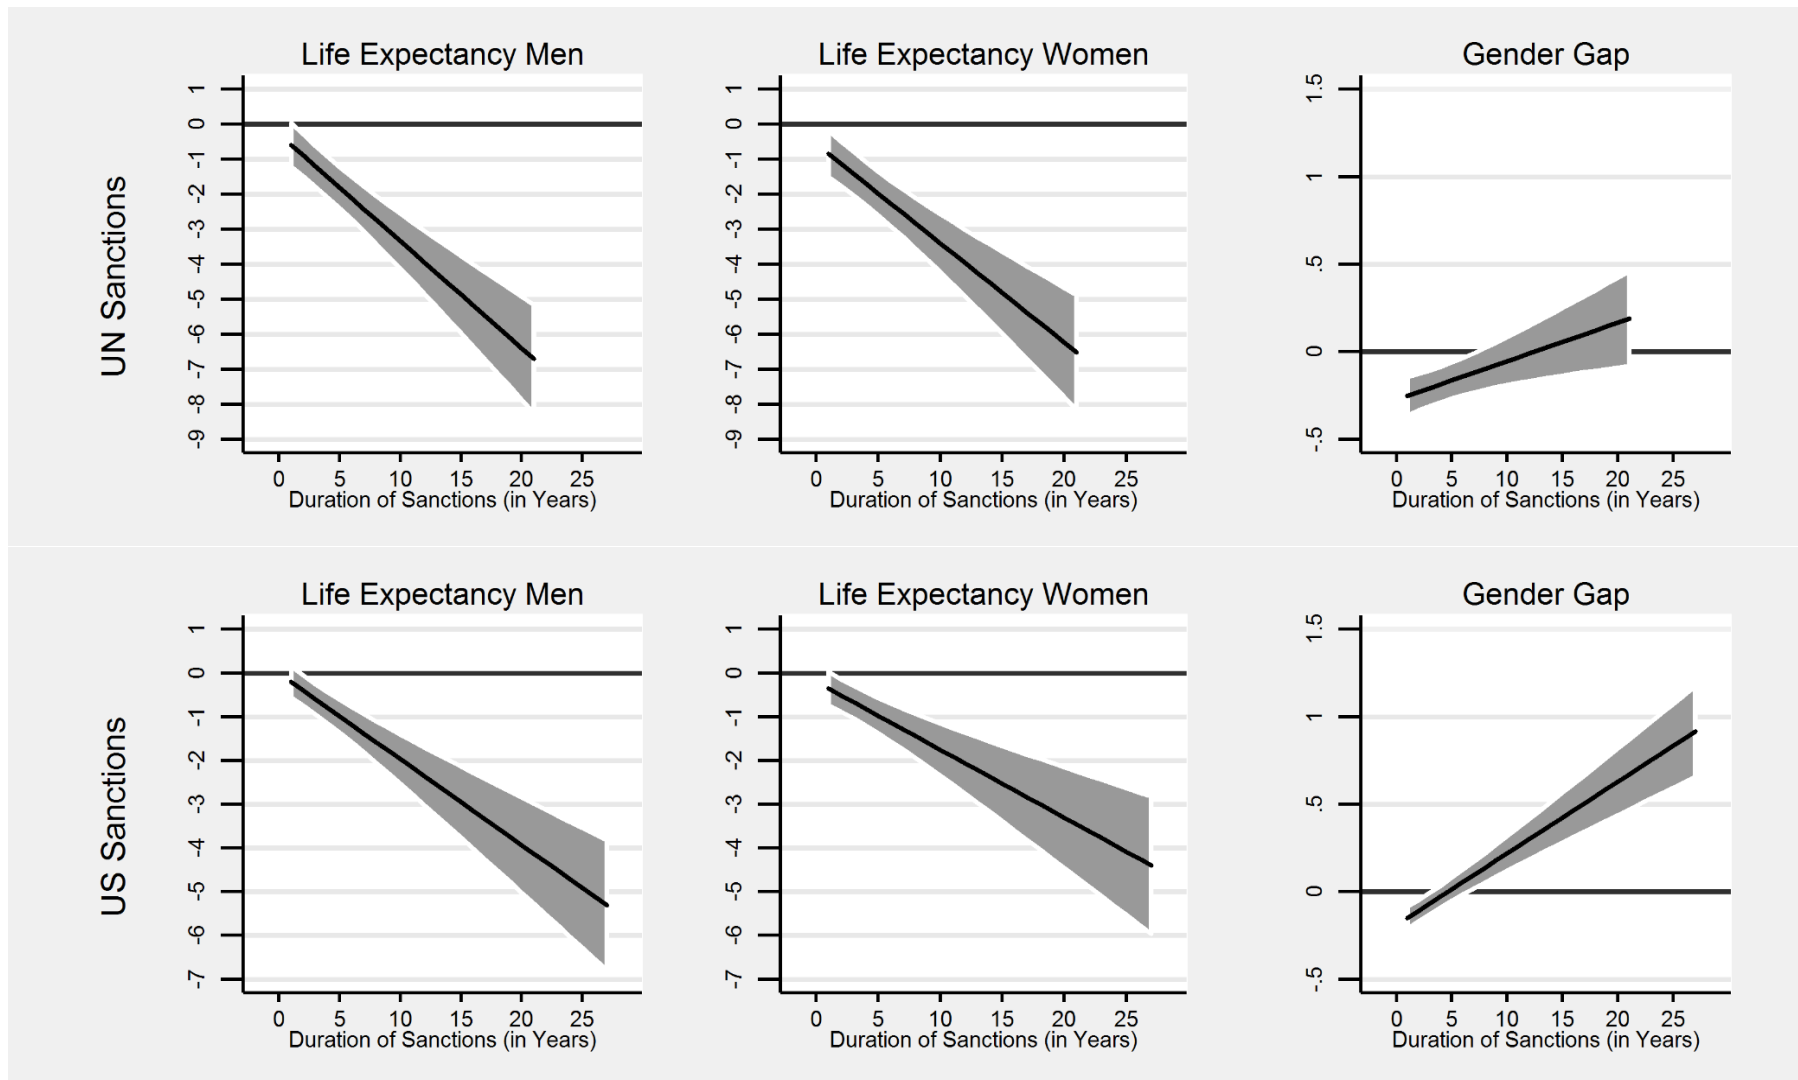 Life Expectancy Men
Life Expectancy Women
Gender Gap
UN Sanctions
1
0
-1
-2
-3
-4
-5
-6
-7
-8
-9
0 5 10 15 20 25
Duration of Sanctions (in Years)
1
0
-1
-2
-3
-4
-5
-6
-7
-8
-9
0 5 10 15 20 25
Duration of Sanctions (in Years)
1.5
1
.5
0
-.5
0 5 10 15 20 25
Duration of Sanctions (in Years)
Life Expectancy Men
Life Expectancy Women
Gender Gap
US Sanctions
1
0
-1
-2
-3
-4
-5
-6
-7
0 5 10 15 20 25
Duration of Sanctions (in Years)
1
0
-1
-2
-3
-4
-5
-6
-7
0 5 10 15 20 25
Duration of Sanctions (in Years)
1.5
1
.5
0
-.5
0 5 10 15 20 25
Duration of Sanctions (in Years)